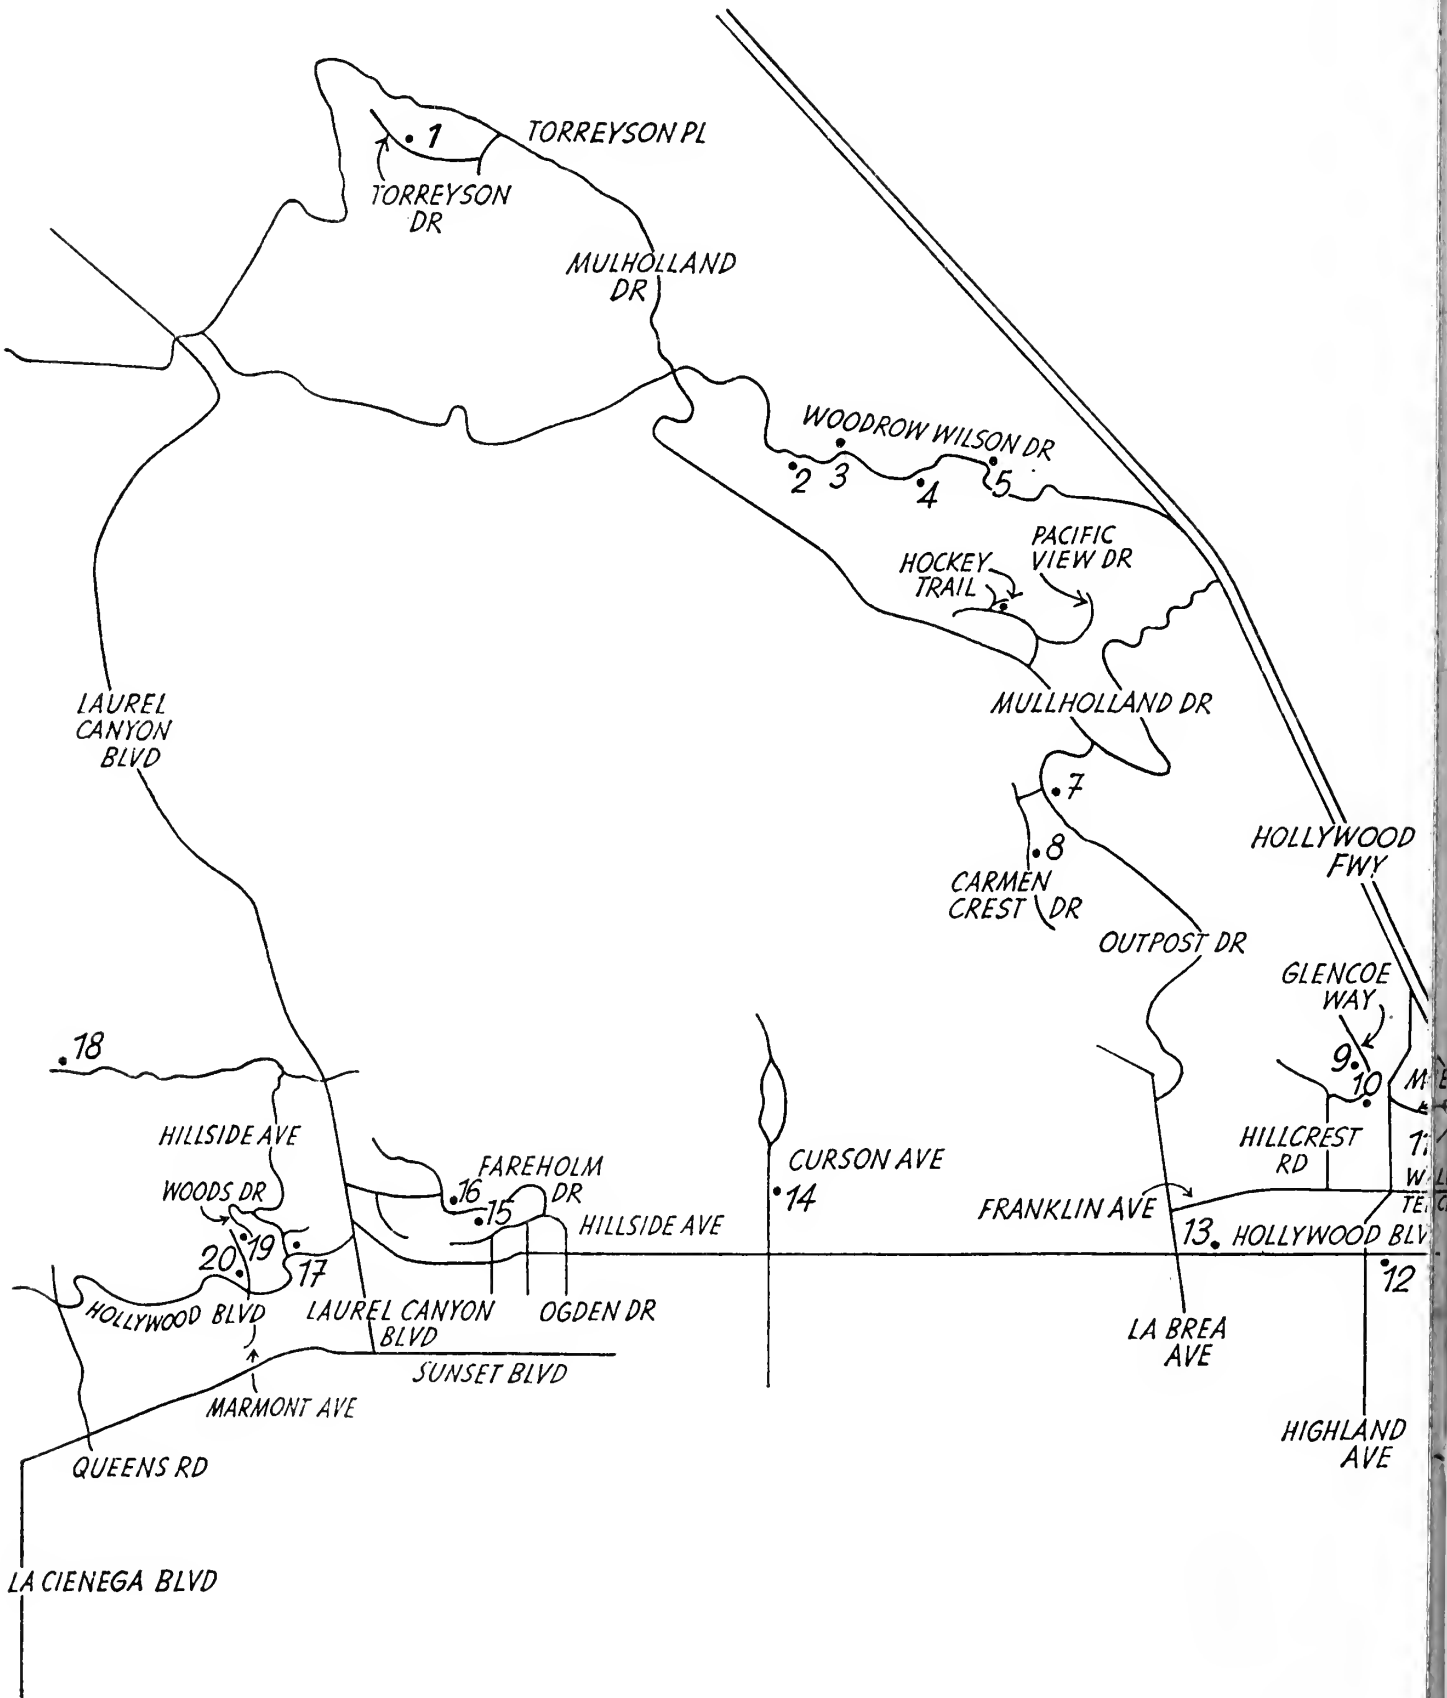 1
TORREYSON PL
TORREYSON
DR
MULHOLLAND
DR
WOODROW WILSON DR
2
3
4
5
PACIFIC
VIEW DR
HOCKEY
TRAIL
LAUREL
CANYON
BLVD
MULLHOLLAND DR
7
8
CARMEN
CREST DR
HOLLYWOOD
FWY
OUTPOST DR
GLENCOE
WAY
18
9
10
HILLSIDE AVE
FAREHOLM
DR
CURSON AVE
HILLCREST
RD
11
WOODS DR
16
15
14
HILLSIDE AVE
FRANKLIN AVE
13
HOLLYWOOD BLV
19
20
17
12
HOLLYWOOD BLVD
LAUREL CANYON
BLVD
OGDEN DR
LA BREA
AVE
SUNSET BLVD
MARMONT AVE
HIGHLAND
AVE
QUEENS RD
LA CIENEGA BLVD